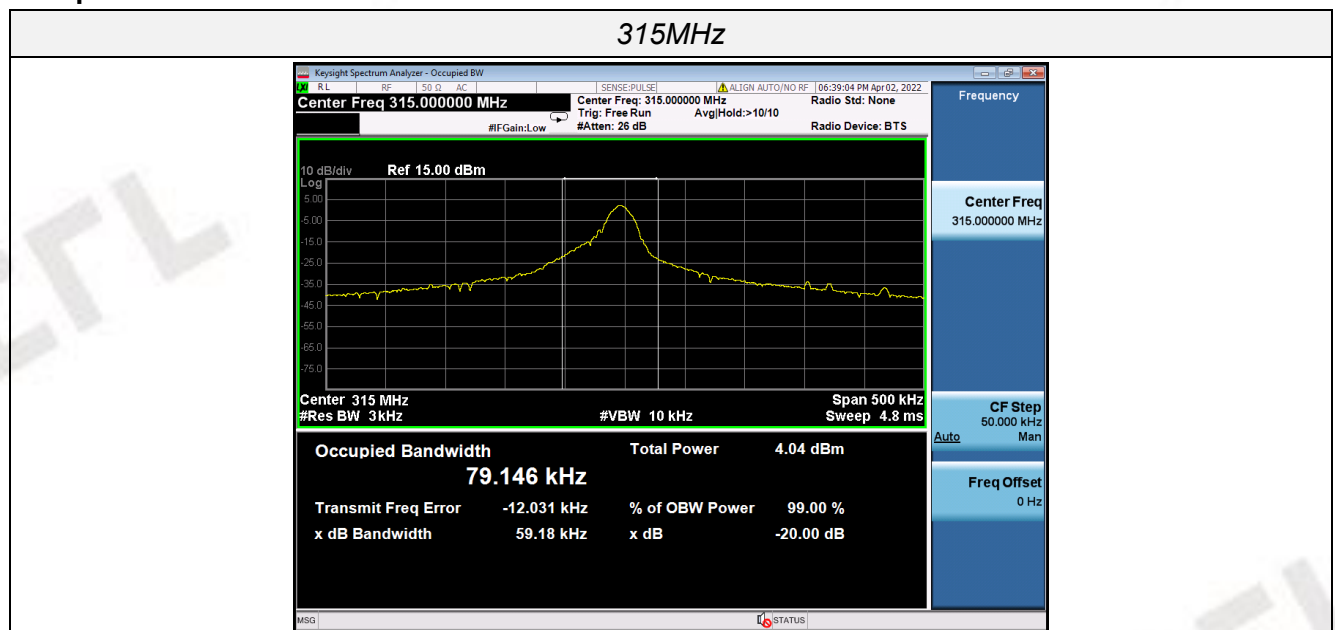 315MHz
Keysight Spectrum Analyzer - Occupied BW
LXI RL RF 50 Ω AC SENSE:PULSE ALIGN AUTO/NO RF 06:39:04 PM Apr 02, 2022
Center Freq 315.000000 MHz
Center Freq: 315.000000 MHz Radio Std: None
Trig: Free Run Avg|Hold:>10/10
#IFGain:Low #Atten: 26 dB Radio Device: BTS
Frequency
10 dB/div Ref 15.00 dBm
Log
5.00
-5.00
-15.0
-25.0
-35.0
-45.0
-55.0
-65.0
-75.0
Center 315 MHz Span 500 kHz
#Res BW 3 kHz #VBW 10 kHz Sweep 4.8 ms
Occupied Bandwidth Total Power 4.04 dBm
79.146 kHz
Transmit Freq Error -12.031 kHz % of OBW Power 99.00 %
x dB Bandwidth 59.18 kHz x dB -20.00 dB
Center Freq
315.000000 MHz
CF Step
50.000 kHz
Auto Man
Freq Offset
0 Hz
MSG STATUS